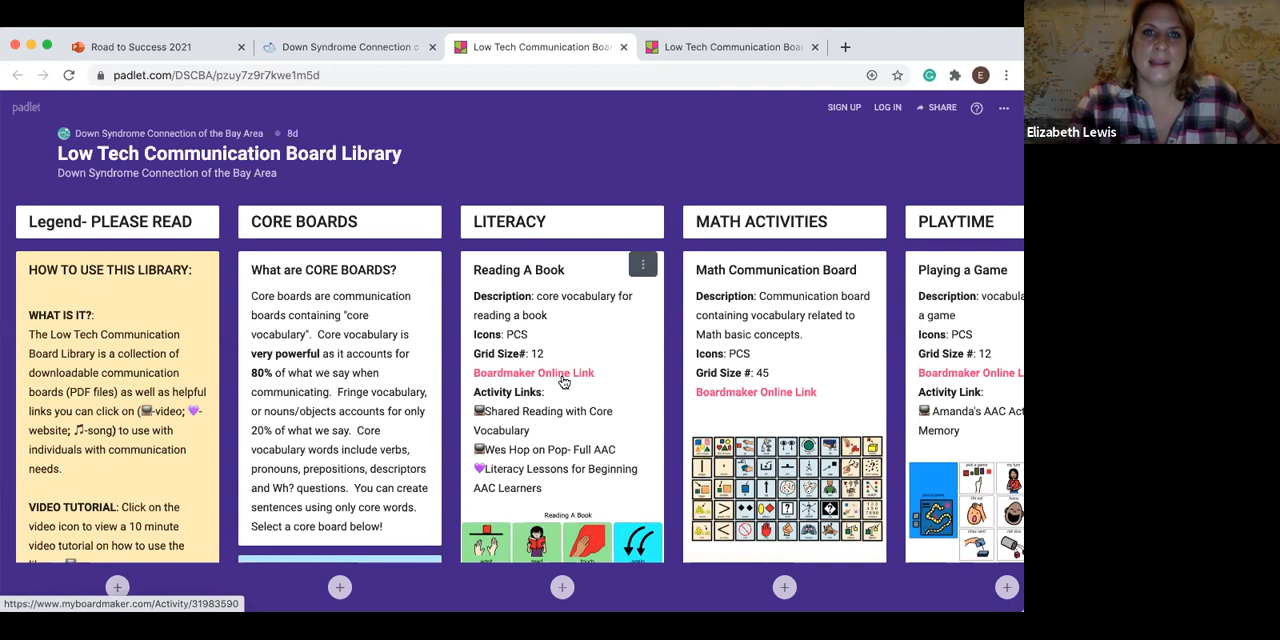 Road to Success 2021
Down Syndrome Connection o
Low Tech Communication Boa
Low Tech Communication Boa
padlet.com/DSCBA/pzuy7z9r7kwe1m5d
E
padlet
SIGN UP
LOG IN
SHARE
Down Syndrome Connection of the Bay Area
8d
Low Tech Communication Board Library
Down Syndrome Connection of the Bay Area
Legend- PLEASE READ
HOW TO USE THIS LIBRARY:
WHAT IS IT?:
The Low Tech Communication
Board Library is a collection of
downloadable communication
boards (PDF files) as well as helpful
links you can click on (💻-video; 💜-
website; 🎵-song) to use with
individuals with communication
needs.
VIDEO TUTORIAL: Click on the
video icon to view a 10 minute
video tutorial on how to use the
CORE BOARDS
What are CORE BOARDS?
Core boards are communication
boards containing "core
vocabulary". Core vocabulary is
very powerful as it accounts for
80% of what we say when
communicating. Fringe vocabulary,
or nouns/objects accounts for only
20% of what we say. Core
vocabulary words include verbs,
pronouns, prepositions, descriptors
and Wh? questions. You can create
sentences using only core words.
Select a core board below!
LITERACY
Reading A Book
Description: core vocabulary for
reading a book
Icons: PCS
Grid Size#: 12
Boardmaker Online Link
Activity Links:
💻Shared Reading with Core
Vocabulary
💻Wes Hop on Pop- Full AAC
💜Literacy Lessons for Beginning
AAC Learners
Reading A Book
MATH ACTIVITIES
Math Communication Board
Description: Communication board
containing vocabulary related to
Math basic concepts.
Icons: PCS
Grid Size #: 45
Boardmaker Online Link
PLAYTIME
Playing a Game
Description: vocabula
a game
Icons: PCS
Grid Size#: 12
Boardmaker Online L
Activity Link:
💻 Amanda's AAC Act
Memory
https://www.myboardmaker.com/Activity/31983590
Elizabeth Lewis